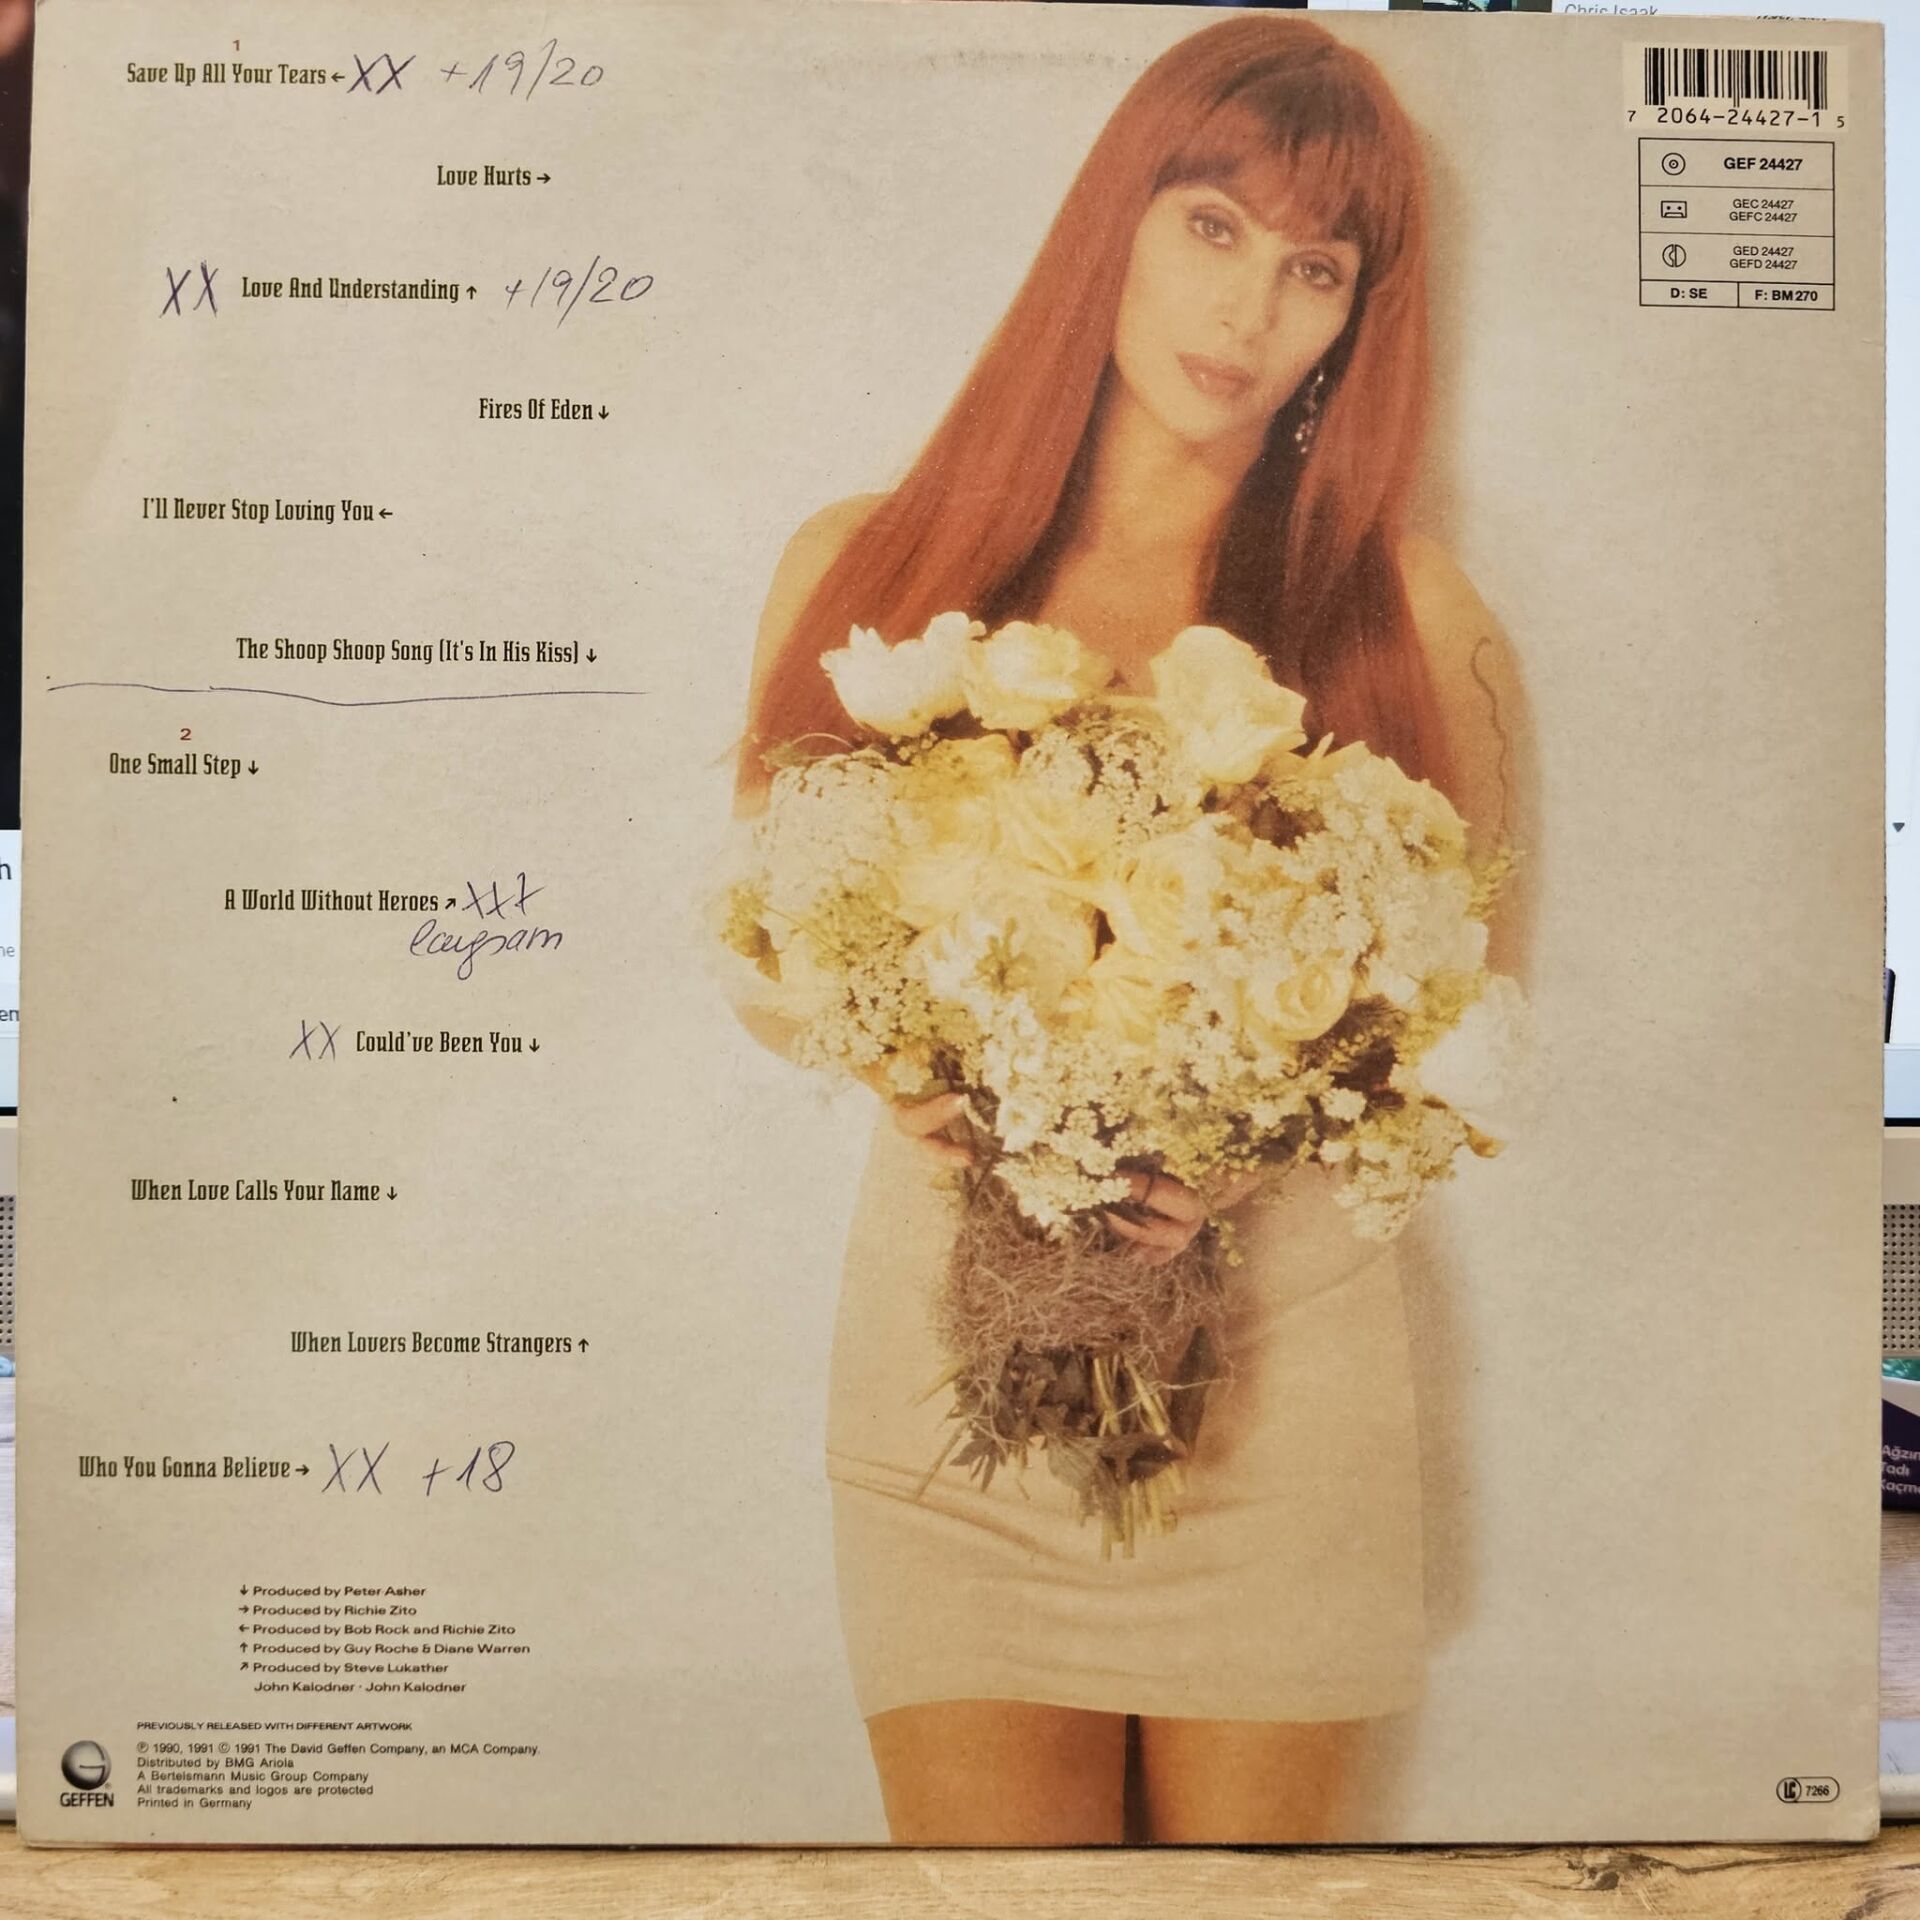 Chris Isaak
1
Save Up All Your Tears ← XX +19/20
Love Hurts →
XX Love And Understanding ↑ +19/20
Fires Of Eden ↓
I'll Never Stop Loving You ←
The Shoop Shoop Song (It's In His Kiss) ↓
2
One Small Step ↓
A World Without Heroes ↗ XXX
langsam
XX Could've Been You ↓
When Love Calls Your Name ↓
When Lovers Become Strangers ↑
Who You Gonna Believe → XX +18
↓ Produced by Peter Asher
→ Produced by Richie Zito
← Produced by Bob Rock and Richie Zito
↑ Produced by Guy Roche & Diane Warren
↗ Produced by Steve Lukather
John Kalodner · John Kalodner
PREVIOUSLY RELEASED WITH DIFFERENT ARTWORK
℗ 1990, 1991 © 1991 The David Geffen Company, an MCA Company.
Distributed by BMG Ariola
A Bertelsmann Music Group Company
All trademarks and logos are protected
Printed in Germany
GEFFEN
7 2064-24427-1 5
GEF 24427
GEC 24427
GEFC 24427
GED 24427
GEFD 24427
D: SE F: BM 270
LC 7266
Ağzın
Tadı
Kaçm